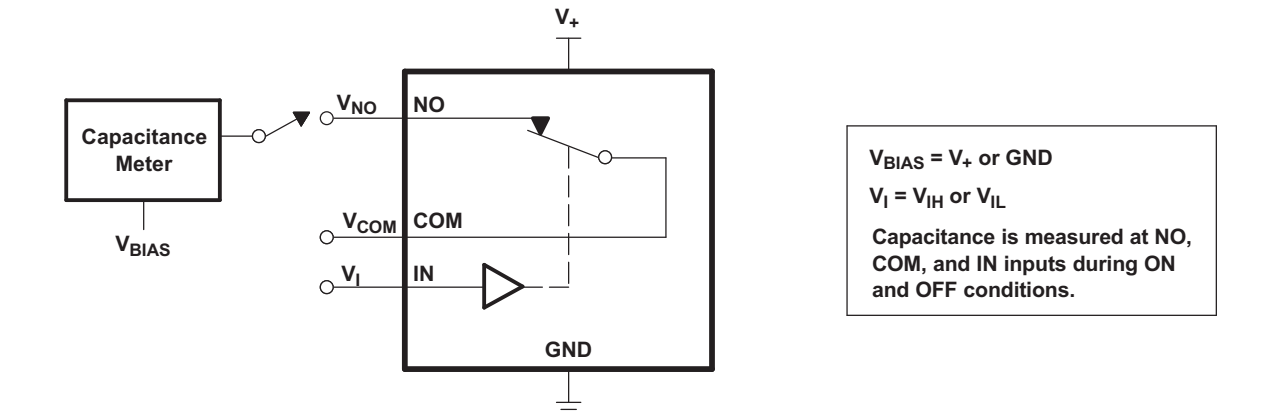 V+
Capacitance
Meter
VBIAS
VNO
NO
VCOM
COM
VI
IN
GND
VBIAS = V+ or GND
VI = VIH or VIL
Capacitance is measured at NO,
COM, and IN inputs during ON
and OFF conditions.